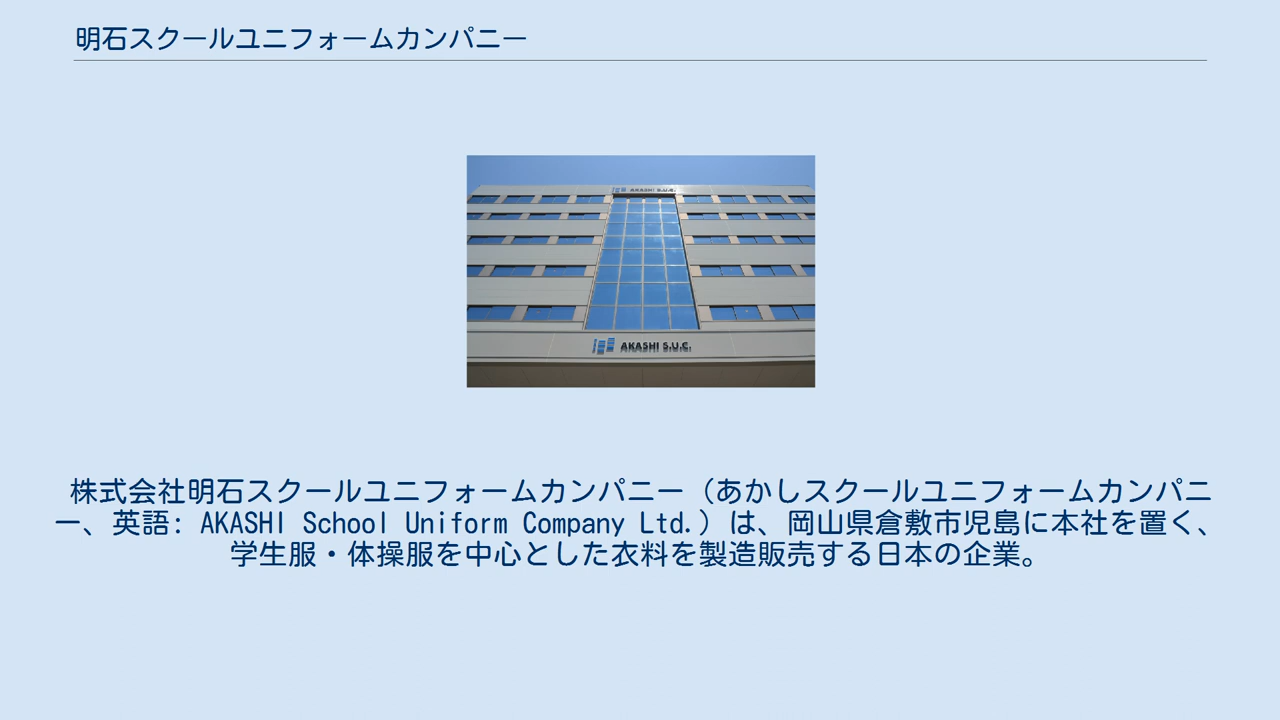 明石スクールユニフォームカンパニー
AKASHI S.U.C.
AKASHI S.U.C.
株式会社明石スクールユニフォームカンパニー（あかしスクールユニフォームカンパニ
ー、英語: AKASHI School Uniform Company Ltd.）は、岡山県倉敷市児島に本社を置く、
学生服・体操服を中心とした衣料を製造販売する日本の企業。